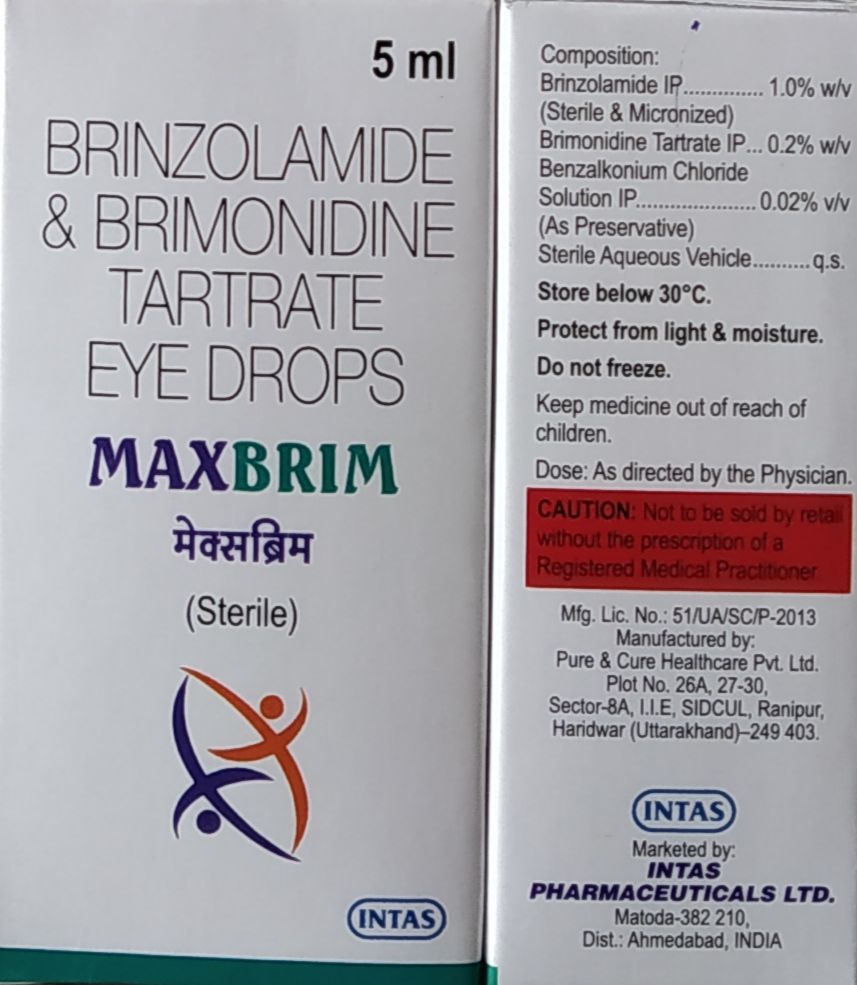 5 ml
BRINZOLAMIDE
& BRIMONIDINE
TARTRATE
EYE DROPS
MAXBRIM
मेक्सब्रिम
(Sterile)
INTAS
Composition:
Brinzolamide IP.............. 1.0% w/v
(Sterile & Micronized)
Brimonidine Tartrate IP... 0.2% w/v
Benzalkonium Chloride
Solution IP...................... 0.02% v/v
(As Preservative)
Sterile Aqueous Vehicle..........q.s.
Store below 30°C.
Protect from light & moisture.
Do not freeze.
Keep medicine out of reach of
children.
Dose: As directed by the Physician.
CAUTION: Not to be sold by retail
without the prescription of a
Registered Medical Practitioner
Mfg. Lic. No.: 51/UA/SC/P-2013
Manufactured by:
Pure & Cure Healthcare Pvt. Ltd.
Plot No. 26A, 27-30,
Sector-8A, I.I.E, SIDCUL, Ranipur,
Haridwar (Uttarakhand)–249 403.
INTAS
Marketed by:
INTAS
PHARMACEUTICALS LTD.
Matoda-382 210,
Dist.: Ahmedabad, INDIA